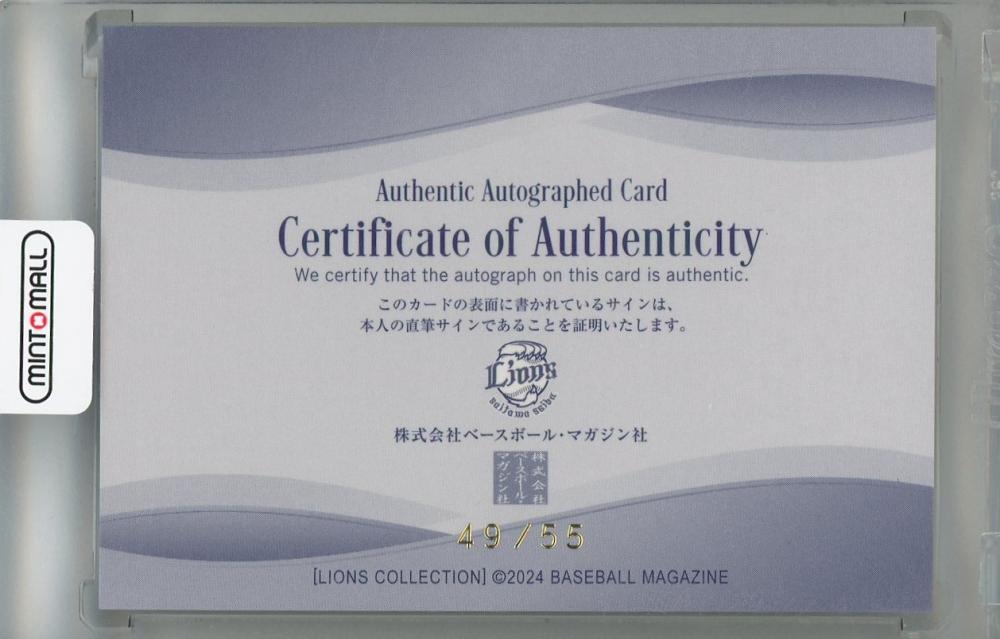 Authentic Autographed Card
Certificate of Authenticity
We certify that the autograph on this card is authentic.
このカードの表面に書かれているサインは、
本人の直筆サインであることを証明いたします。
Lions
saitama seibu
株式会社ベースボール・マガジン社
株式会社
ベースボール・
マガジン社
49/55
[LIONS COLLECTION] ©2024 BASEBALL MAGAZINE
MINTOMALL